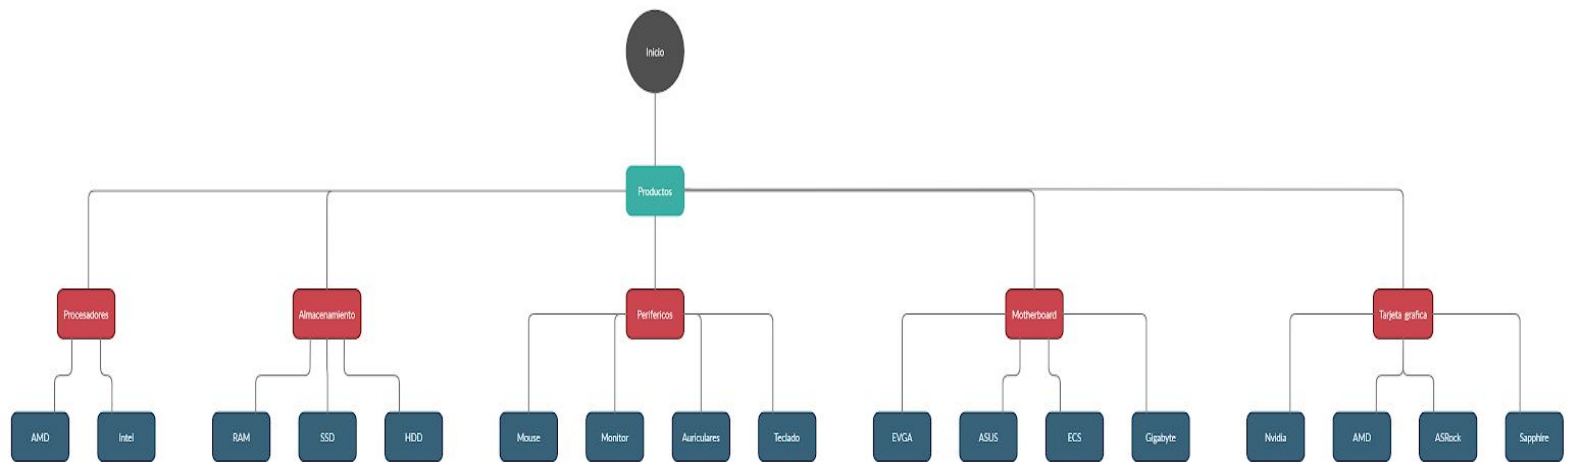 Inicio
Productos
Procesadores
Almacenamiento
Perifericos
Motherboard
Tarjeta grafica
AMD
Intel
RAM
SSD
HDD
Mouse
Monitor
Auriculares
Teclado
EVGA
ASUS
ECS
Gigabyte
Nvidia
AMD
ASRock
Sapphire